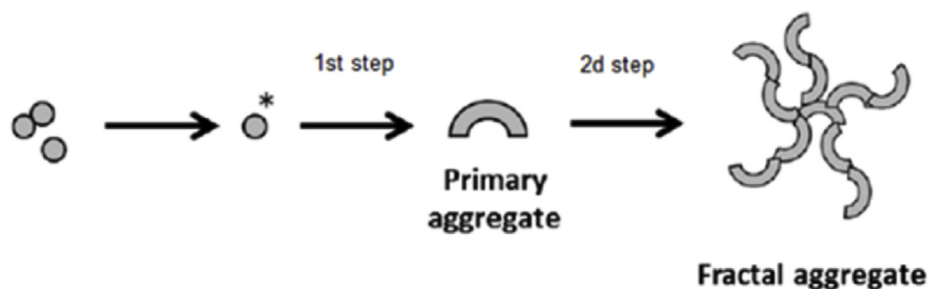 1st step
2d step
*
Primary
aggregate
Fractal aggregate